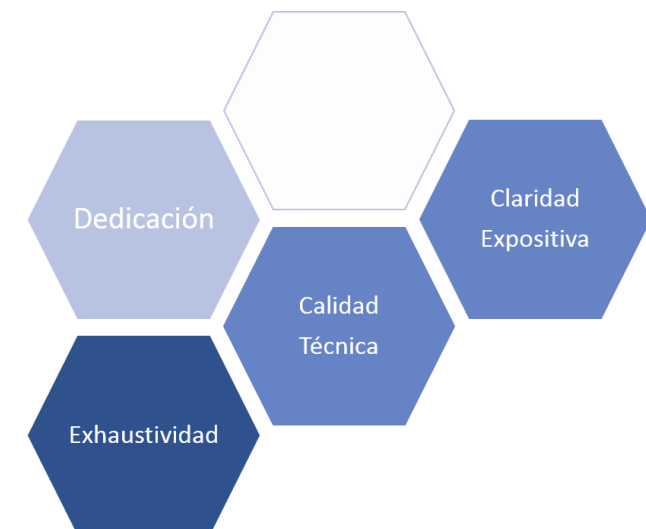 Dedicación
Claridad
Expositiva
Calidad
Técnica
Exhaustividad